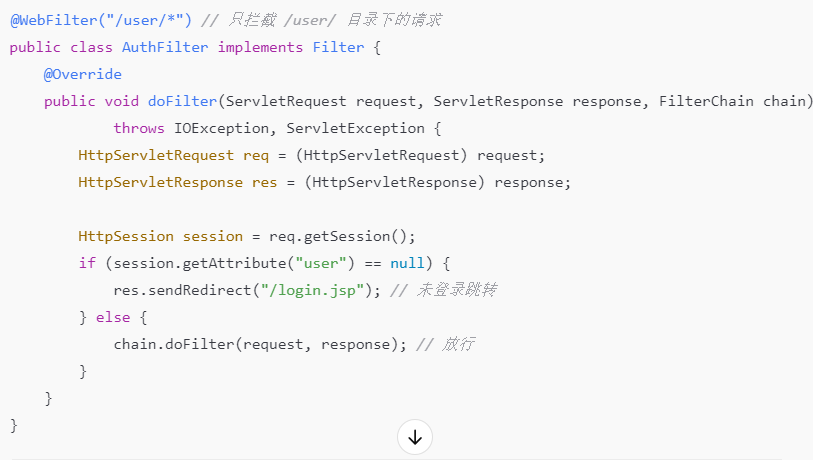 @WebFilter("/user/*") // 只拦截 /user/ 目录下的请求
public class AuthFilter implements Filter {
    @Override
    public void doFilter(ServletRequest request, ServletResponse response, FilterChain chain)
            throws IOException, ServletException {
        HttpServletRequest req = (HttpServletRequest) request;
        HttpServletResponse res = (HttpServletResponse) response;
        HttpSession session = req.getSession();
        if (session.getAttribute("user") == null) {
            res.sendRedirect("/login.jsp"); // 未登录跳转
        } else {
            chain.doFilter(request, response); // 放行
        }
    }
}